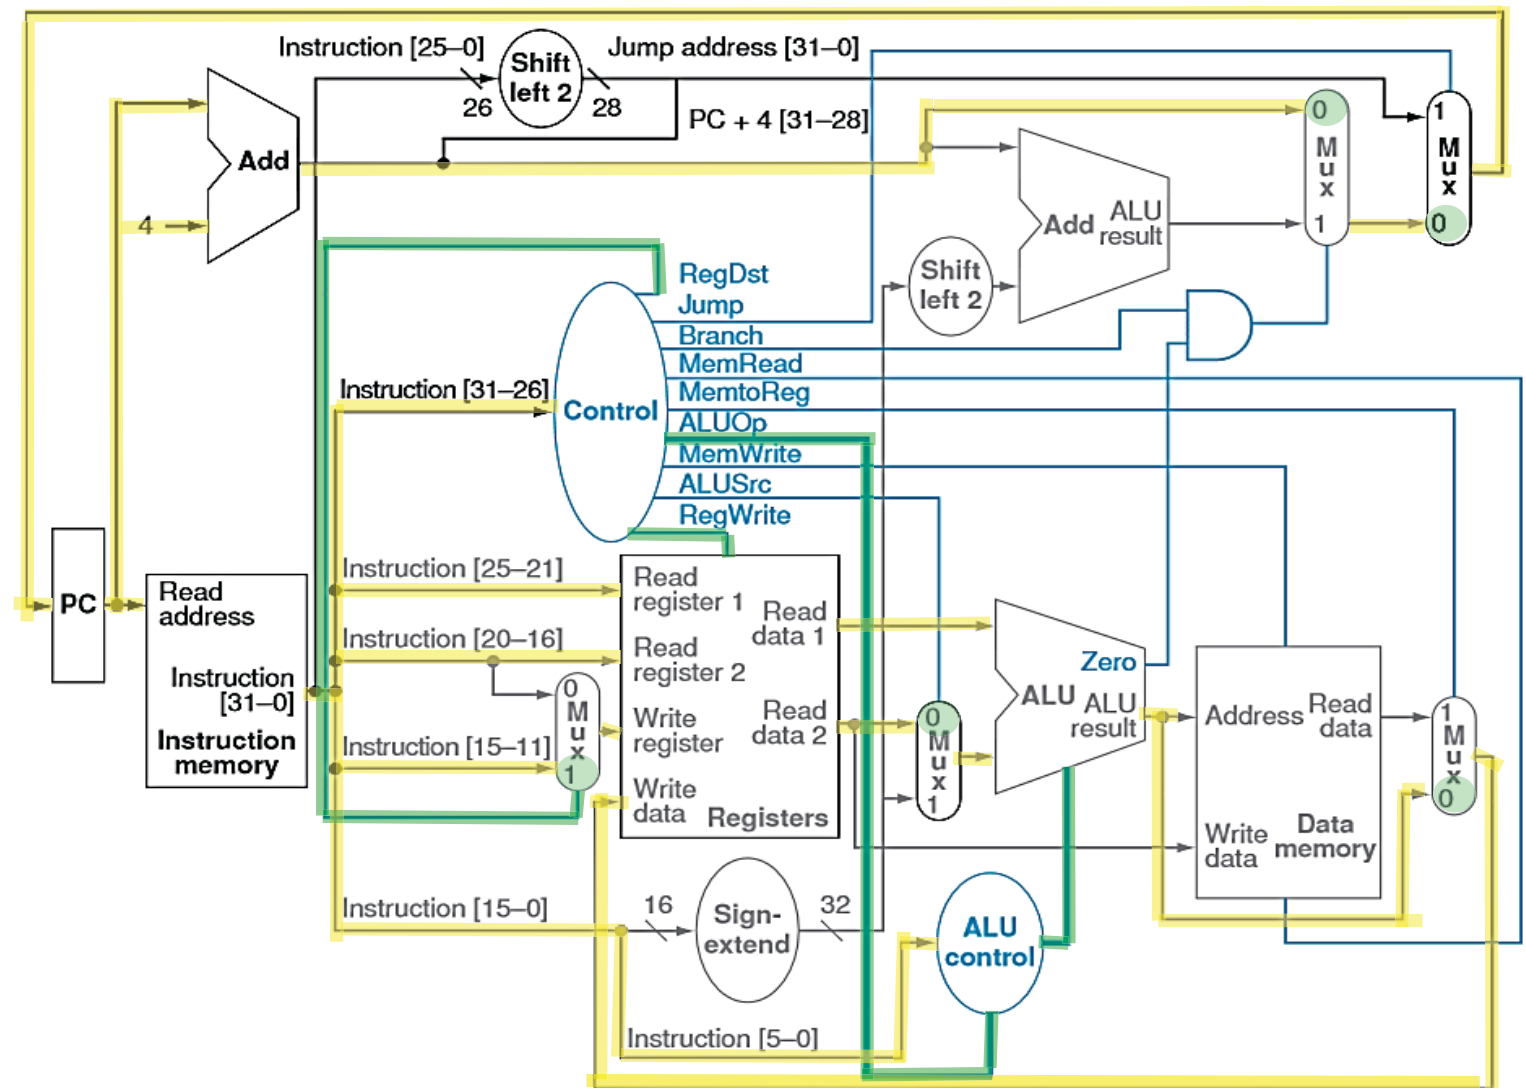 Instruction [25–0]
Shift
left 2
Jump address [31–0]
26
28
PC + 4 [31–28]
Add
4
0
M
u
x
1
1
M
u
x
0
Add
ALU
result
Shift
left 2
RegDst
Jump
Branch
MemRead
MemtoReg
ALUOp
MemWrite
ALUSrc
RegWrite
Instruction [31–26]
Control
PC
Read
address
Instruction
[31–0]
Instruction
memory
Instruction [25–21]
Instruction [20–16]
Instruction [15–11]
0
M
u
x
1
Read
register 1
Read
register 2
Write
register
Write
data
Read
data 1
Read
data 2
Registers
0
M
u
x
1
Zero
ALU
ALU
result
Address
Read
data
Write
data
Data
memory
1
M
u
x
0
Instruction [15–0]
16
Sign-
extend
32
ALU
control
Instruction [5–0]